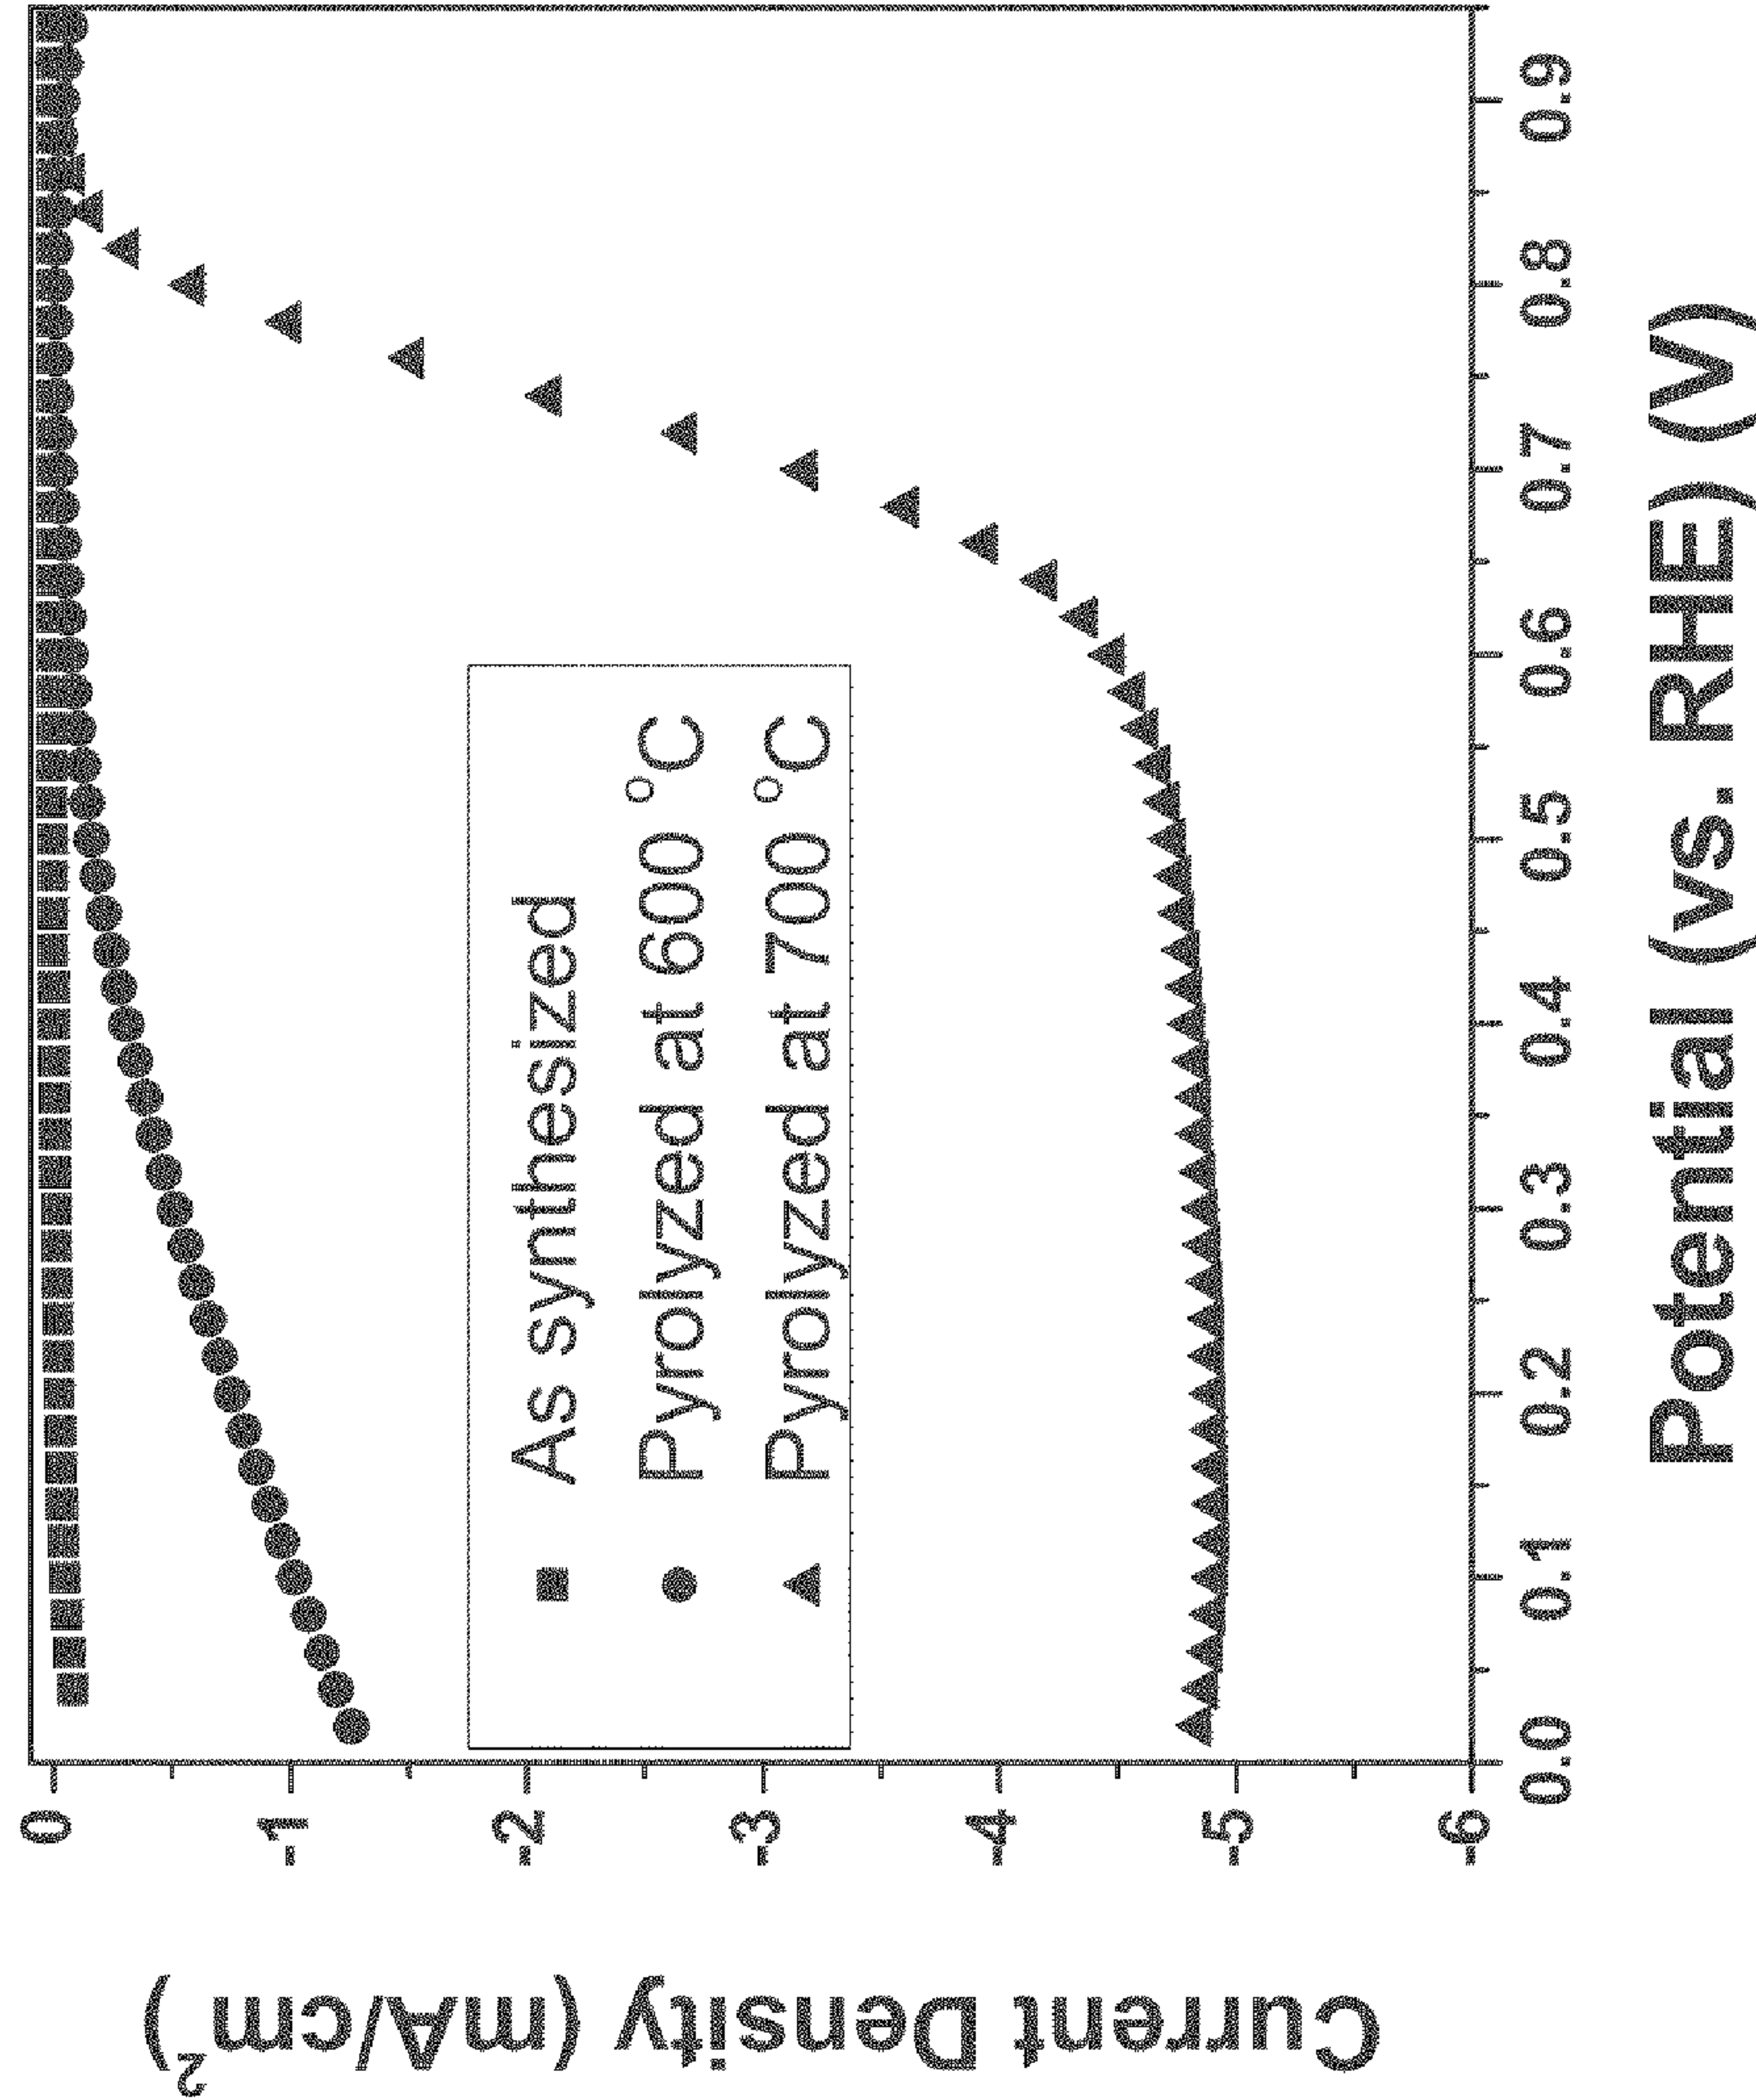 Current Density (mA/cm²)
0
-1
-2
-3
-4
-5
-6
As synthesized
Pyrolyzed at 600 °C
Pyrolyzed at 700 °C
0.0 0.1 0.2 0.3 0.4 0.5 0.6 0.7 0.8 0.9
Potential (vs. RHE) (V)